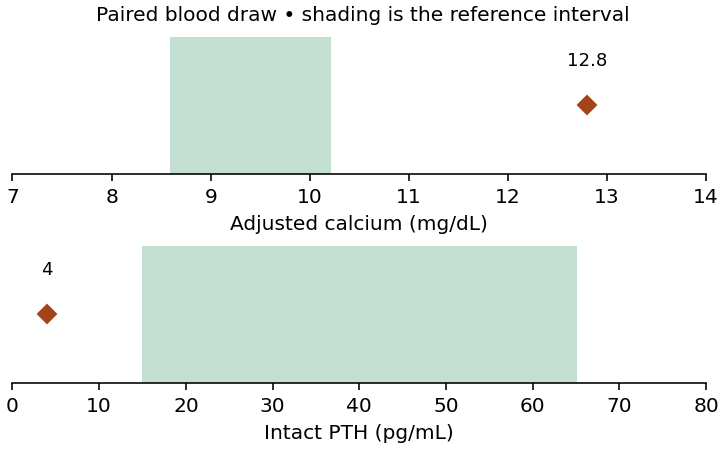 Paired blood draw • shading is the reference interval
12.8
7 8 9 10 11 12 13 14
Adjusted calcium (mg/dL)
4
0 10 20 30 40 50 60 70 80
Intact PTH (pg/mL)